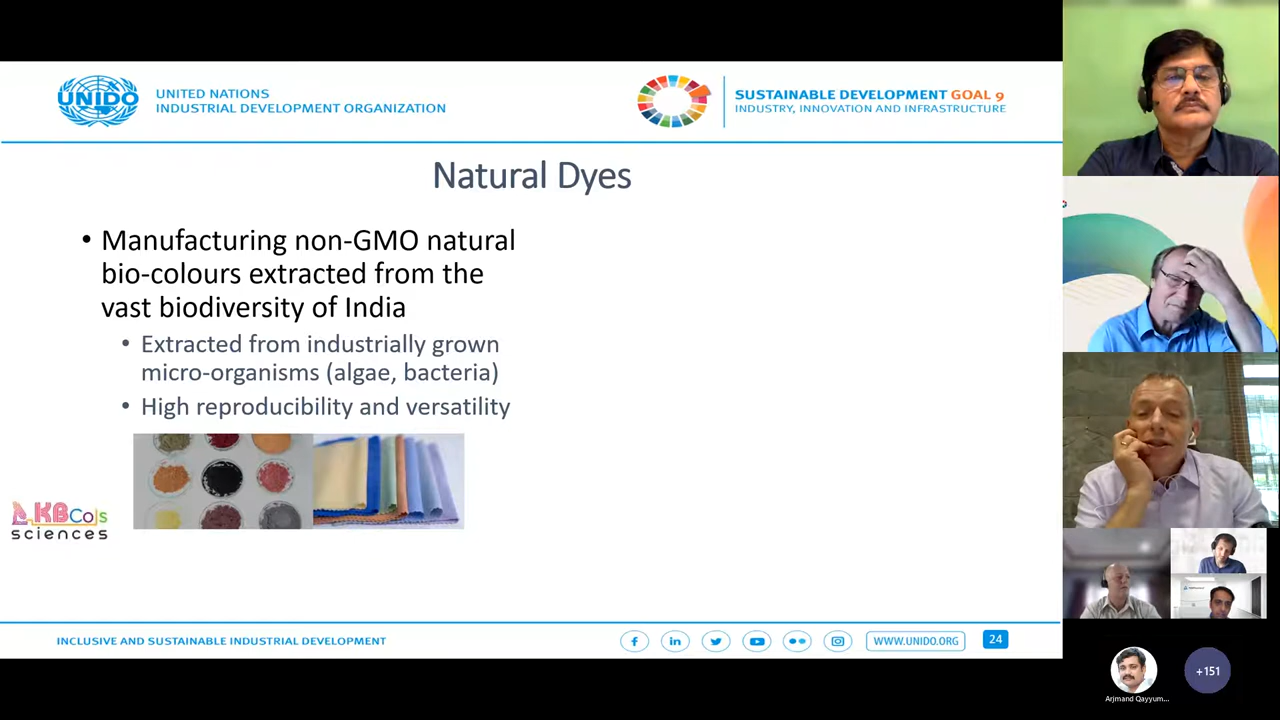 UNIDO
UNITED NATIONS
INDUSTRIAL DEVELOPMENT ORGANIZATION
SUSTAINABLE DEVELOPMENT GOAL 9
INDUSTRY, INNOVATION AND INFRASTRUCTURE
Natural Dyes
• Manufacturing non-GMO natural
bio-colours extracted from the
vast biodiversity of India
• Extracted from industrially grown
micro-organisms (algae, bacteria)
• High reproducibility and versatility
KBCols
sciences
INCLUSIVE AND SUSTAINABLE INDUSTRIAL DEVELOPMENT
WWW.UNIDO.ORG
24
Arjmand Qayyum...
+151